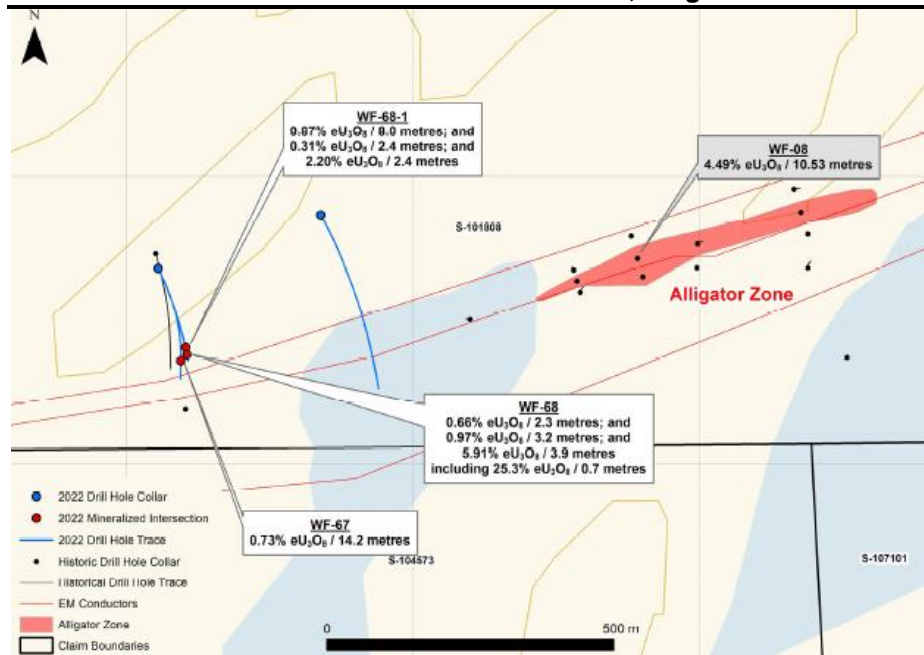 N
WF-68-1
eU₃O₈ / metres; and
0.31% eU₃O₈ / 2.4 metres; and
2.20% eU₃O₈ / 2.4 metres
WF-08
4.49% eU₃O₈ / 10.53 metres
S-101808
Alligator Zone
WF-68
0.66% eU₃O₈ / 2.3 metres; and
0.97% eU₃O₈ / 3.2 metres; and
5.91% eU₃O₈ / 3.9 metres
including 25.3% eU₃O₈ / 0.7 metres
WF-67
0.73% eU₃O₈ / 14.2 metres
S-104573
S-107101
2022 Drill Hole Collar
2022 Mineralized Intersection
2022 Drill Hole Trace
Historic Drill Hole Collar
Historical Drill Hole Trace
EM Conductors
Alligator Zone
Claim Boundaries
0 500 m